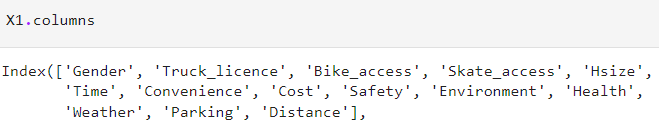 X1.columns
Index(['Gender', 'Truck_licence', 'Bike_access', 'Skate_access', 'Hsize',
'Time', 'Convenience', 'Cost', 'Safety', 'Environment', 'Health',
'Weather', 'Parking', 'Distance'],